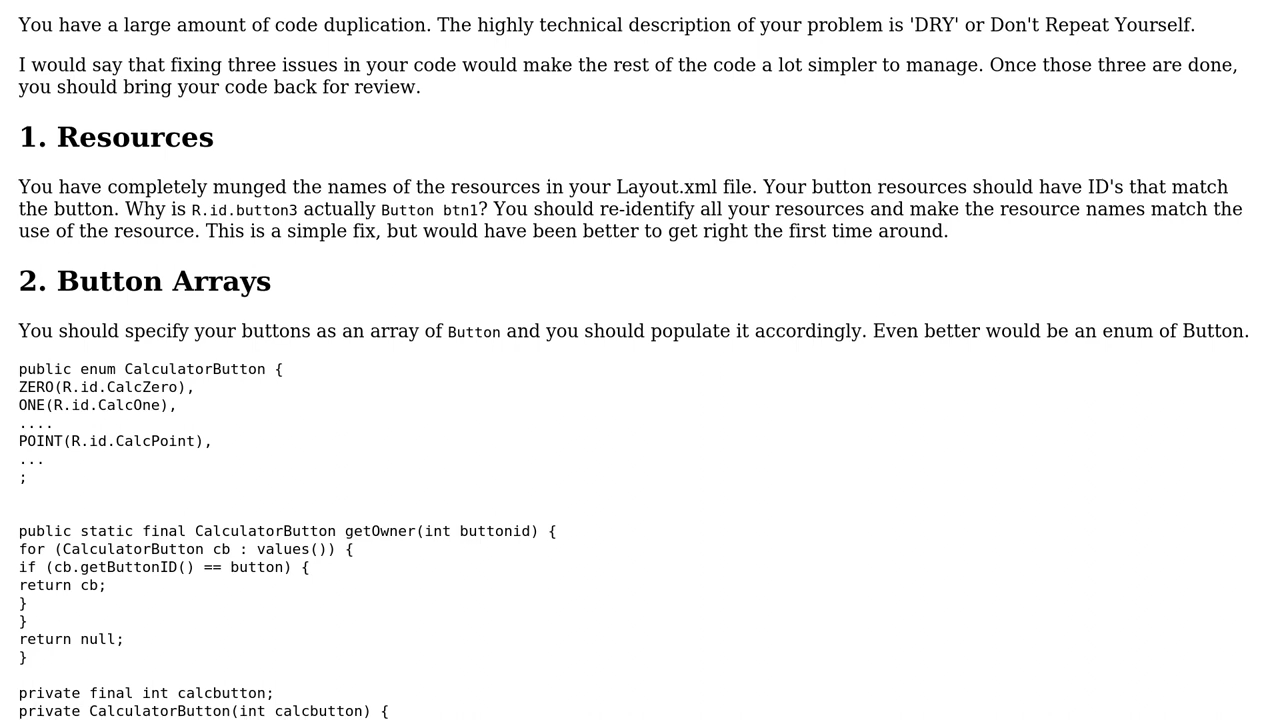 You have a large amount of code duplication. The highly technical description of your problem is 'DRY' or Don't Repeat Yourself.
I would say that fixing three issues in your code would make the rest of the code a lot simpler to manage. Once those three are done,
you should bring your code back for review.
1. Resources
You have completely munged the names of the resources in your Layout.xml file. Your button resources should have ID's that match
the button. Why is R.id.button3 actually Button btn1? You should re-identify all your resources and make the resource names match the
use of the resource. This is a simple fix, but would have been better to get right the first time around.
2. Button Arrays
You should specify your buttons as an array of Button and you should populate it accordingly. Even better would be an enum of Button.
public enum CalculatorButton {
ZERO(R.id.CalcZero),
ONE(R.id.CalcOne),
....
POINT(R.id.CalcPoint),
...
;
public static final CalculatorButton getOwner(int buttonid) {
for (CalculatorButton cb : values()) {
if (cb.getButtonID() == button) {
return cb;
}
}
return null;
}
private final int calcbutton;
private CalculatorButton(int calcbutton) {